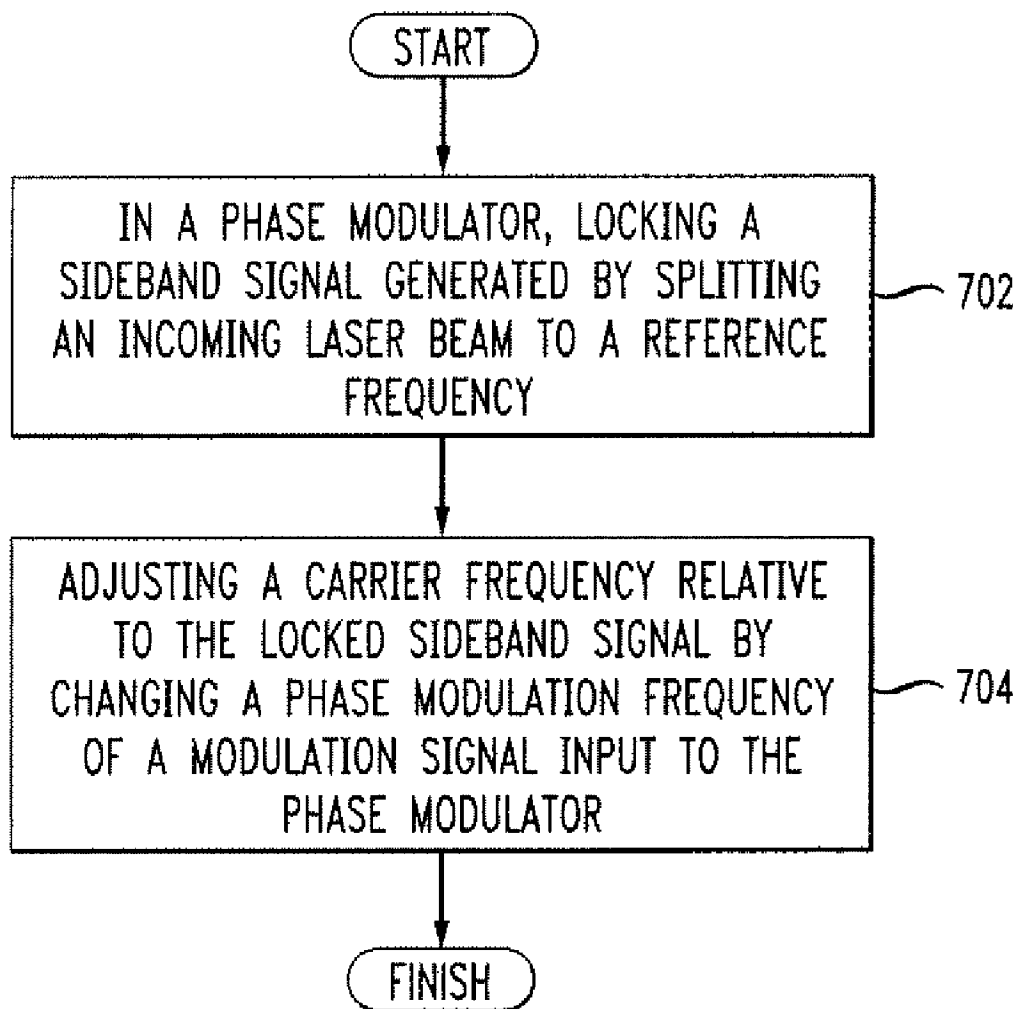 START
IN A PHASE MODULATOR, LOCKING A
SIDEBAND SIGNAL GENERATED BY SPLITTING
AN INCOMING LASER BEAM TO A REFERENCE
FREQUENCY
702
ADJUSTING A CARRIER FREQUENCY RELATIVE
TO THE LOCKED SIDEBAND SIGNAL BY
CHANGING A PHASE MODULATION FREQUENCY
OF A MODULATION SIGNAL INPUT TO THE
PHASE MODULATOR
704
FINISH